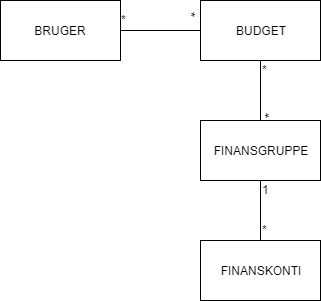 BRUGER
*
*
BUDGET
*
*
FINANSGRUPPE
1
*
FINANSKONTI